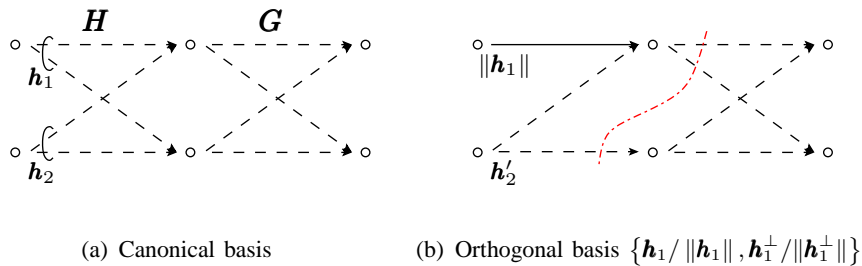 H G
h₁ ‖h₁‖
h₂ h′₂
(a) Canonical basis (b) Orthogonal basis {h₁/ ‖h₁‖ , h₁⊥/‖h₁⊥‖}